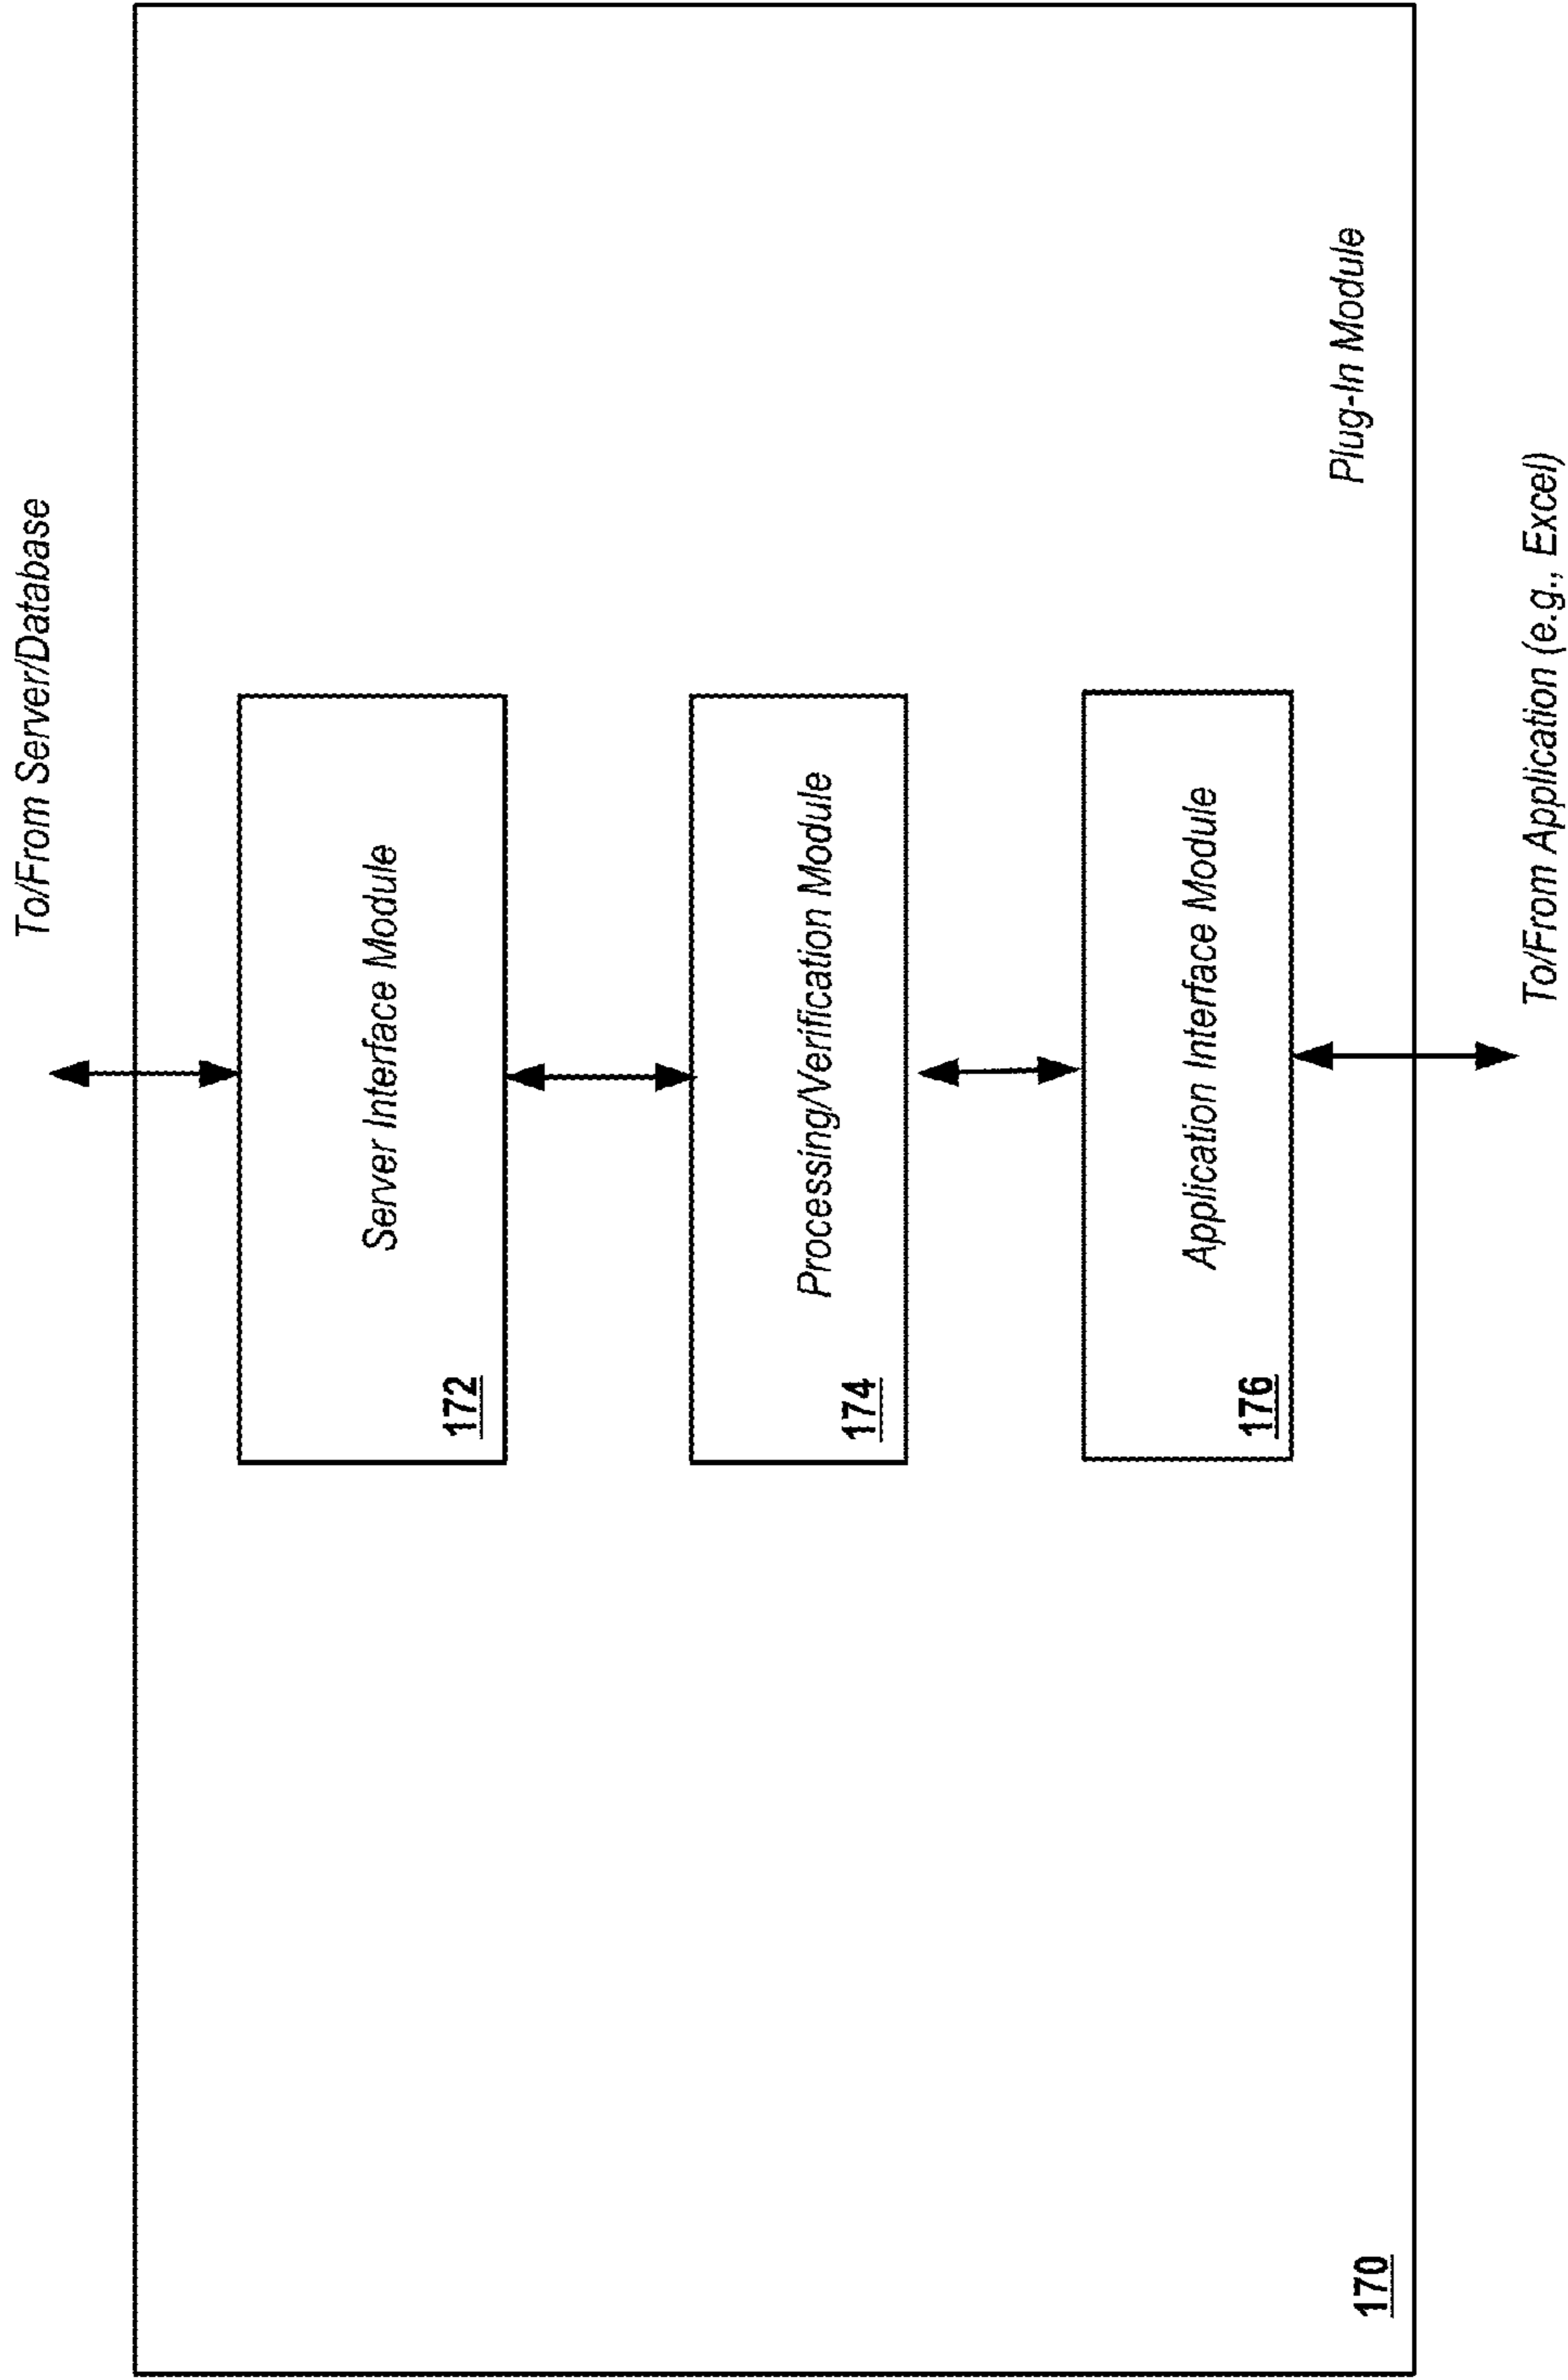 To/From Server/Database
Server Interface Module
172
Processing/Verification Module
174
Application Interface Module
176
Plug-In Module
170
To/From Application (e.g., Excel)